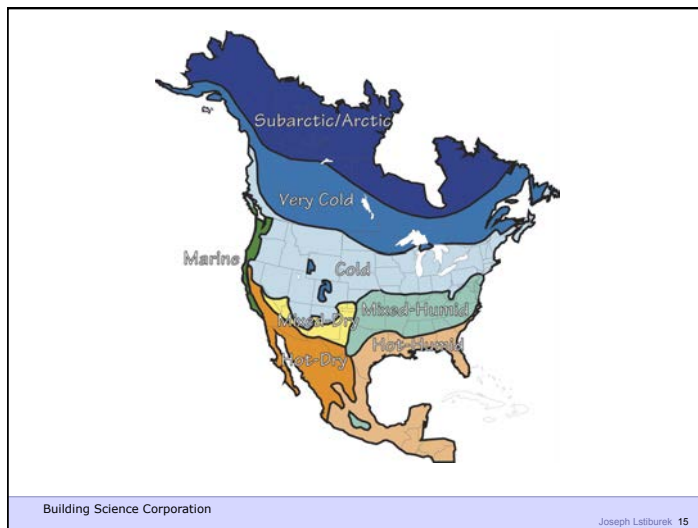 Subarctic/Arctic
Very Cold
Marine
Cold
Mixed-Humid
Mixed-Dry
Hot-Humid
Hot-Dry
Building Science Corporation
Joseph Lstiburek 15